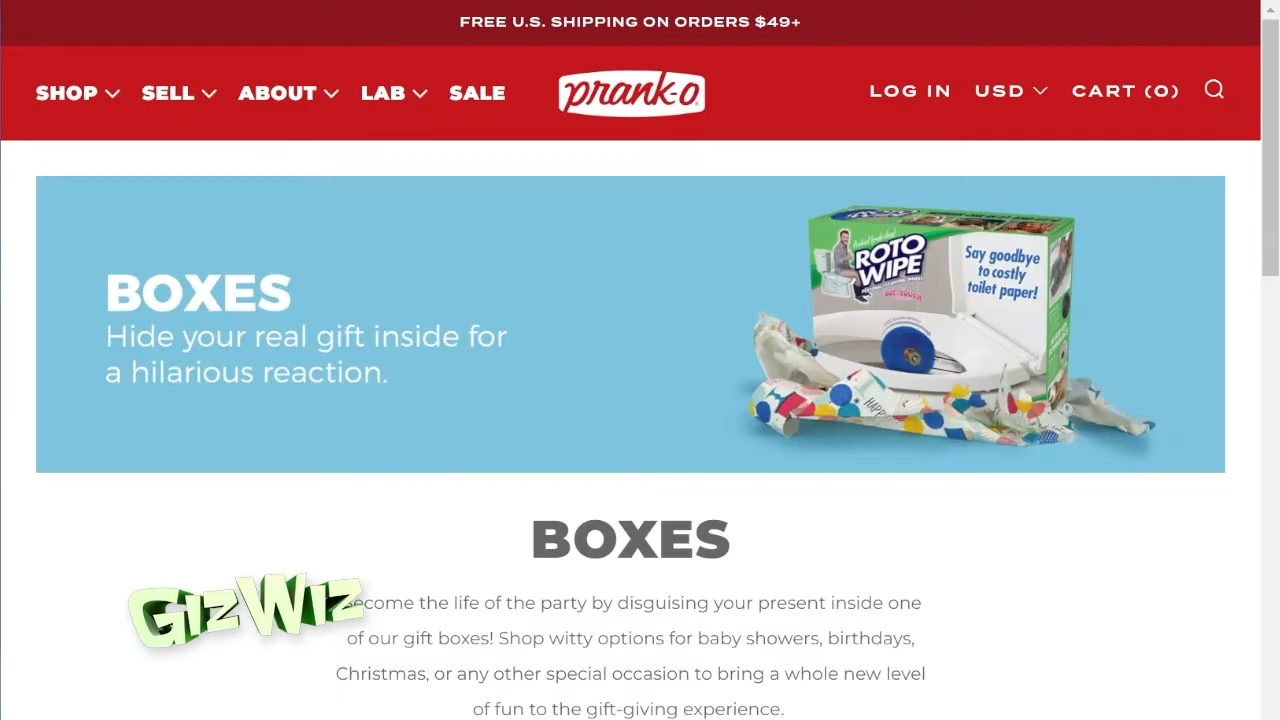 FREE U.S. SHIPPING ON ORDERS $49+
SHOP SELL ABOUT LAB SALE prank-o LOG IN USD CART (0)
A

ROTO
WIPE
PERSONAL CLEANSING WHEEL
Say goodbye
to costly
toilet paper!
BOXES
Hide your real gift inside for
a hilarious reaction.
HAPPY
BOXES
GizWiz
ecome the life of the party by disguising your present inside one
of our gift boxes! Shop witty options for baby showers, birthdays,
Christmas, or any other special occasion to bring a whole new level
of fun to the gift-giving experience.